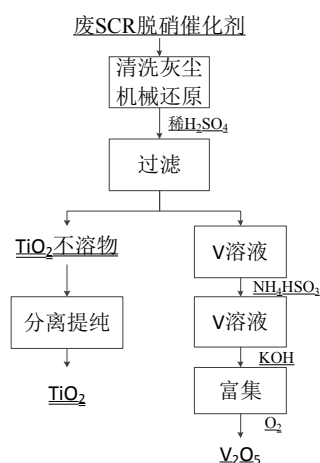 废SCR脱硝催化剂
清洗灰尘
机械还原
稀H₂SO₄
过滤
TiO₂不溶物
V溶液
NH₄HSO₃
分离提纯
V溶液
KOH
TiO₂
富集
O₂
V₂O₅